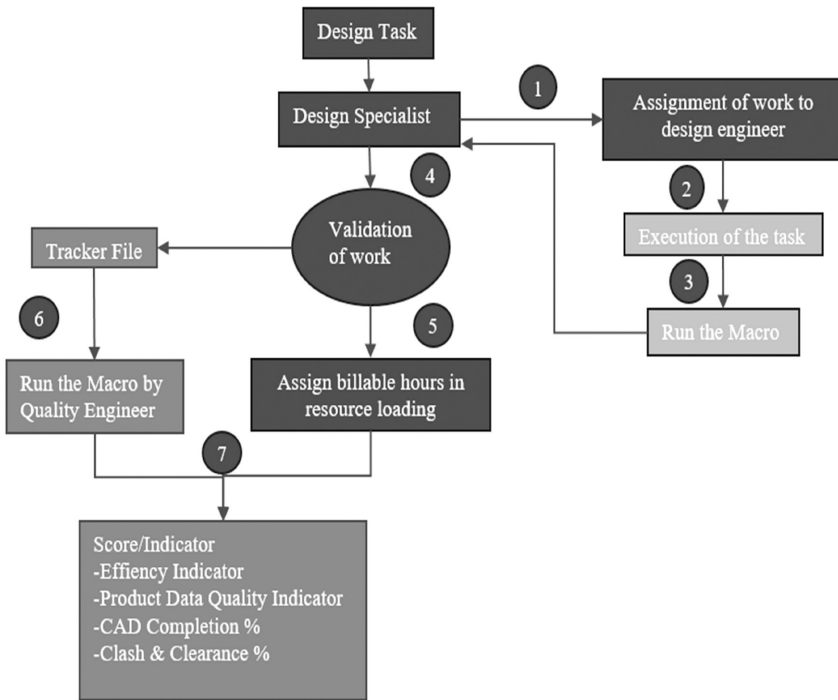 Design Task
Design Specialist
1
Assignment of work to
design engineer
2
Execution of the task
3
Run the Macro
4
Validation
of work
Tracker File
5
6
Run the Macro by
Quality Engineer
Assign billable hours in
resource loading
7
Score/Indicator
-Effiency Indicator
-Product Data Quality Indicator
-CAD Completion %
-Clash & Clearance %